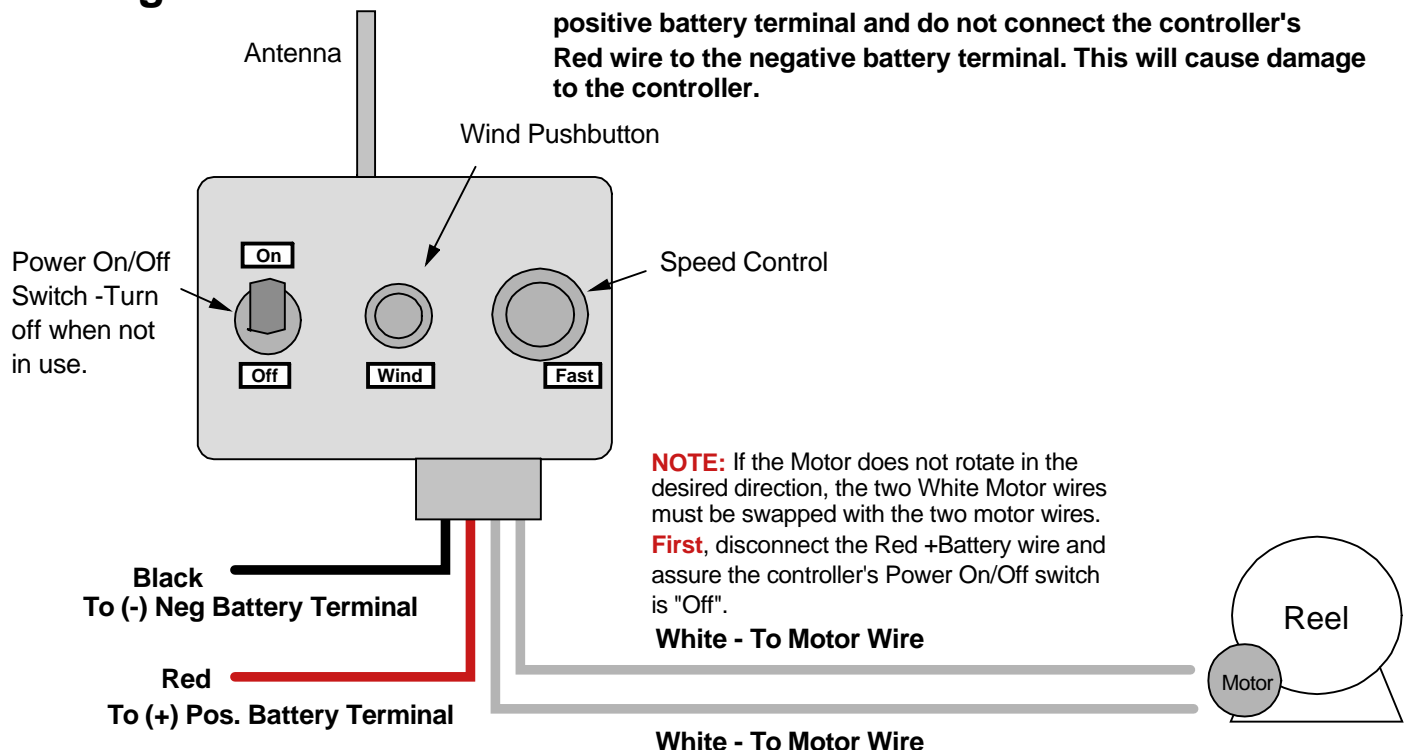 positive battery terminal and do not connect the controller's
Red wire to the negative battery terminal. This will cause damage
to the controller.
Antenna
Wind Pushbutton
Power On/Off
Switch -Turn
off when not
in use.
On
Off
Wind
Fast
Speed Control
NOTE: If the Motor does not rotate in the
desired direction, the two White Motor wires
must be swapped with the two motor wires.
First, disconnect the Red +Battery wire and
assure the controller's Power On/Off switch
is "Off".
Black
To (-) Neg Battery Terminal
White - To Motor Wire
Reel
Motor
Red
To (+) Pos. Battery Terminal
White - To Motor Wire